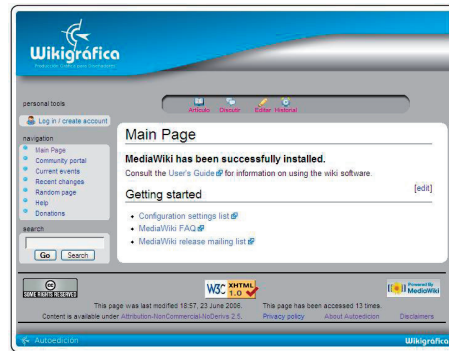 Wikigráfica
personal tools
Log in / create account
navigation
Main Page
Community portal
Current events
Recent changes
Random page
Help
Donations
search
Go Search
Artículo Discutir Editar Historial
Main Page
MediaWiki has been successfully installed.
Consult the User's Guide for information on using the wiki software.
Getting started [edit]
Configuration settings list
MediaWiki FAQ
MediaWiki release mailing list
cc
SOME RIGHTS RESERVED
W3C XHTML 1.0
Powered By MediaWiki
This page was last modified 18:57, 23 June 2006. This page has been accessed 13 times.
Content is available under Attribution-NonCommercial-NoDerivs 2.5. Privacy policy About Autoedicion Disclaimers
Autoedición Wikigráfica